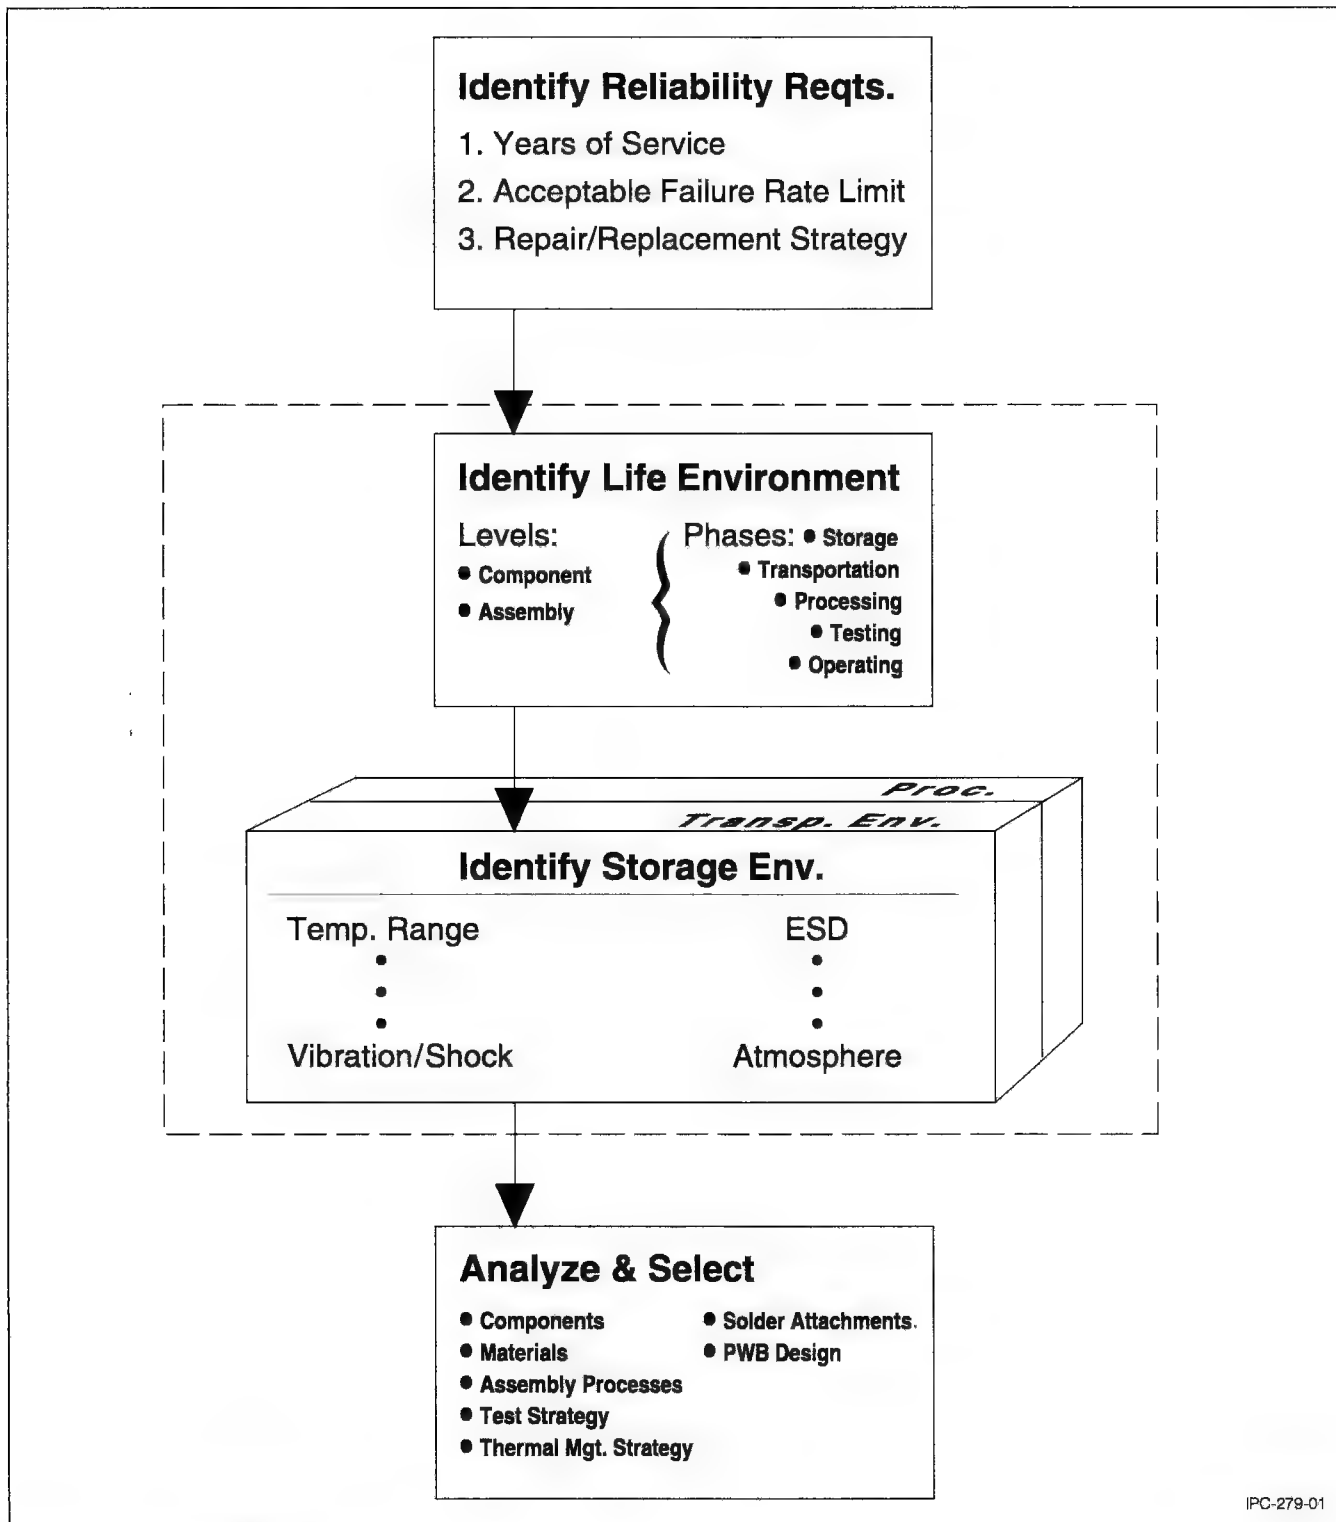 Identify Reliability Reqts.
1. Years of Service
2. Acceptable Failure Rate Limit
3. Repair/Replacement Strategy
Identify Life Environment
Levels:
• Component
• Assembly
Phases: • Storage
• Transportation
• Processing
• Testing
• Operating
Proc.
Transp. Env.
Identify Storage Env.
Temp. Range
ESD
Vibration/Shock
Atmosphere
Analyze & Select
• Components
• Materials
• Assembly Processes
• Test Strategy
• Thermal Mgt. Strategy
• Solder Attachments.
• PWB Design
IPC-279-01